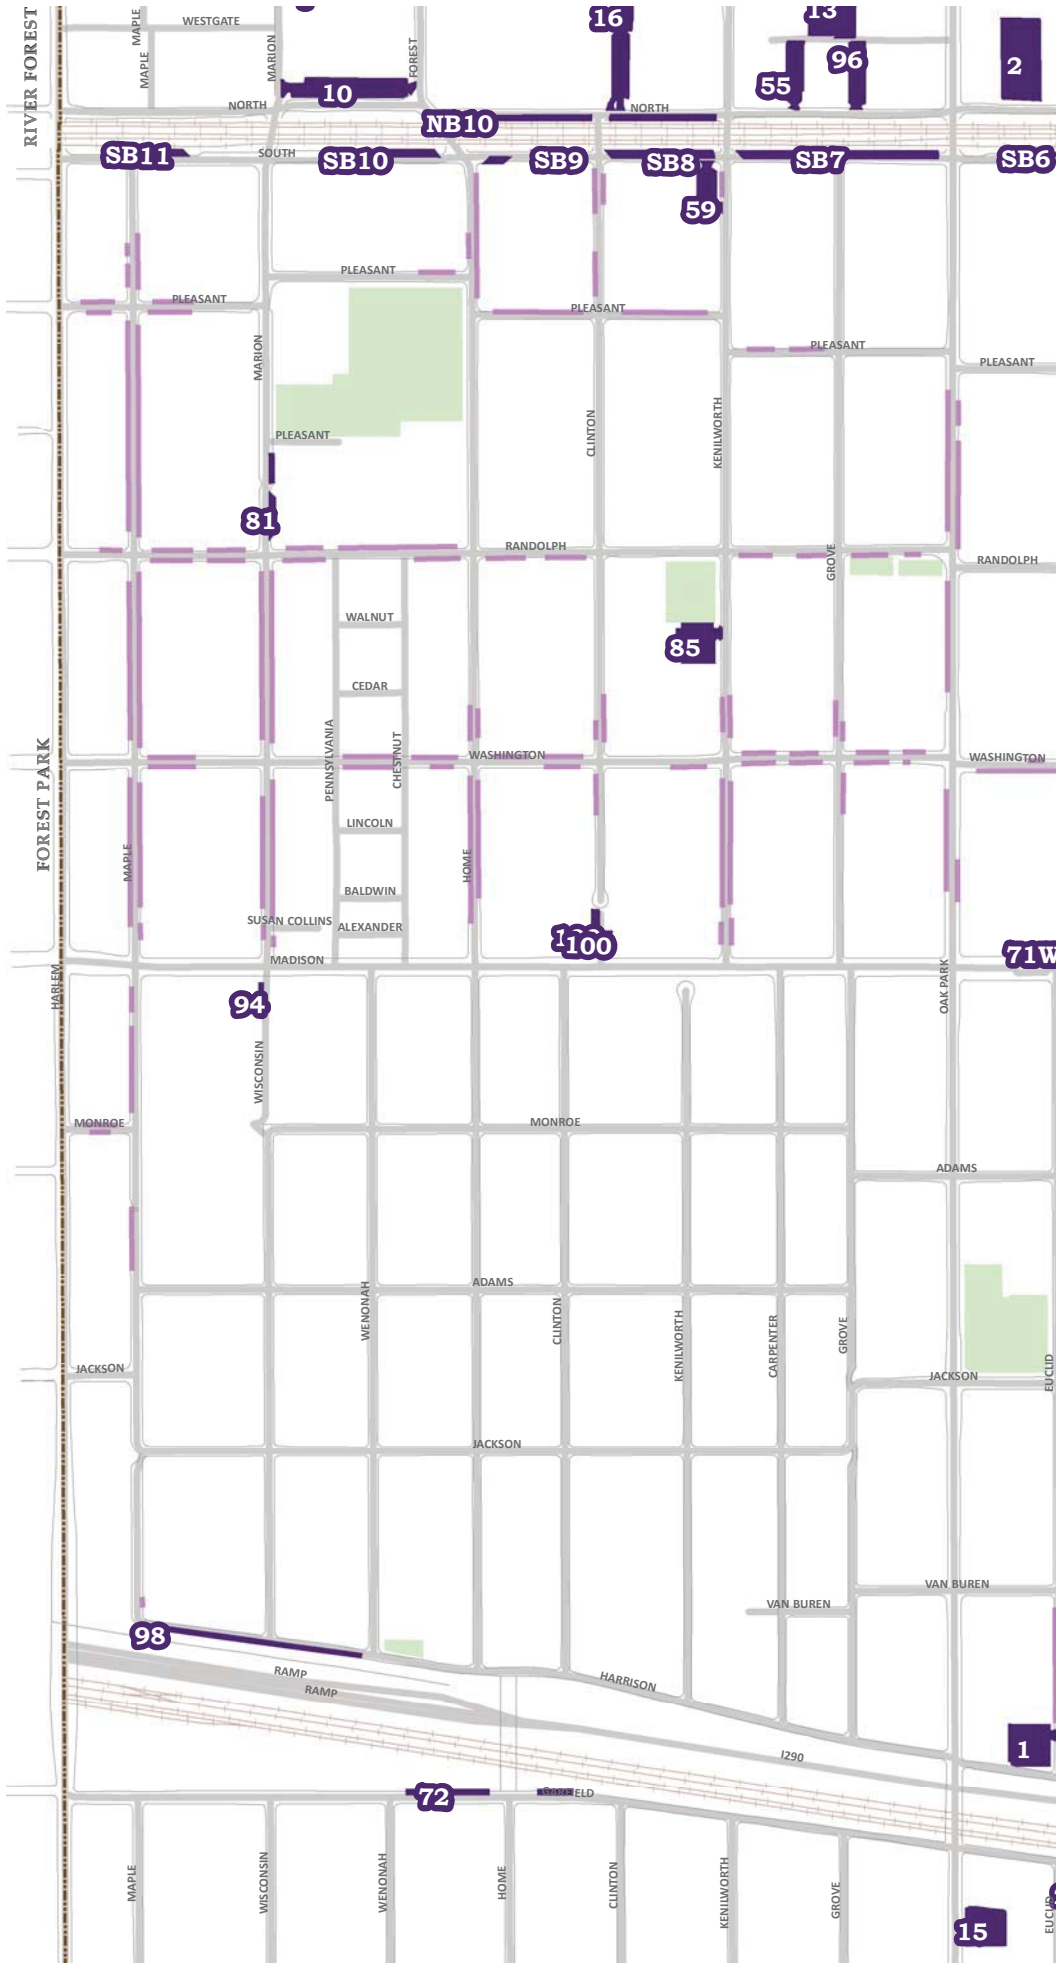 RIVER FOREST
MAPLE
WESTGATE
MAPLE
MARION
FOREST
16
13
2
10
55
96
NORTH
NORTH
NB10
SB11
SOUTH
SB10
SB9
SB8
SB7
SB6
59
PLEASANT
PLEASANT
PLEASANT
PLEASANT
PLEASANT
MARION
CLINTON
KENILWORTH
PLEASANT
81
RANDOLPH
GROVE
RANDOLPH
WALNUT
85
CEDAR
FOREST PARK
PENNSYLVANIA
CHESTNUT
WASHINGTON
WASHINGTON
LINCOLN
MAPLE
HOME
BALDWIN
SUSAN COLLINS
ALEXANDER
100
MADISON
71W
HARLEM
OAK PARK
94
WISCONSIN
MONROE
MONROE
ADAMS
ADAMS
WENONAH
CLINTON
KENILWORTH
CARPENTER
GROVE
JACKSON
JACKSON
EUCLID
JACKSON
VAN BUREN
VAN BUREN
98
RAMP
RAMP
HARRISON
I290
1
72
GARFIELD
MAPLE
WISCONSIN
WENONAH
HOME
CLINTON
KENILWORTH
GROVE
15
EUCLID